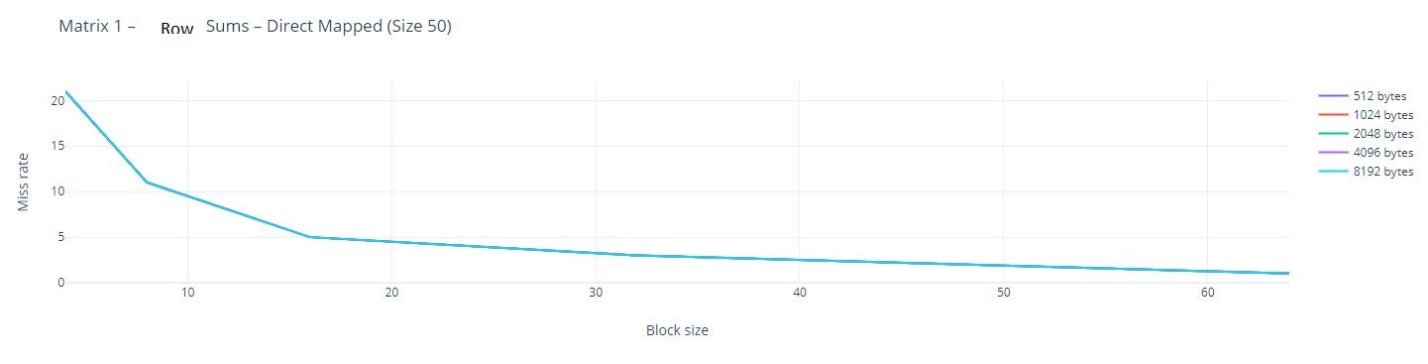 Matrix 1 – Row Sums – Direct Mapped (Size 50)
20
15
10
5
0
Miss rate
10 20 30 40 50 60
Block size
512 bytes
1024 bytes
2048 bytes
4096 bytes
8192 bytes